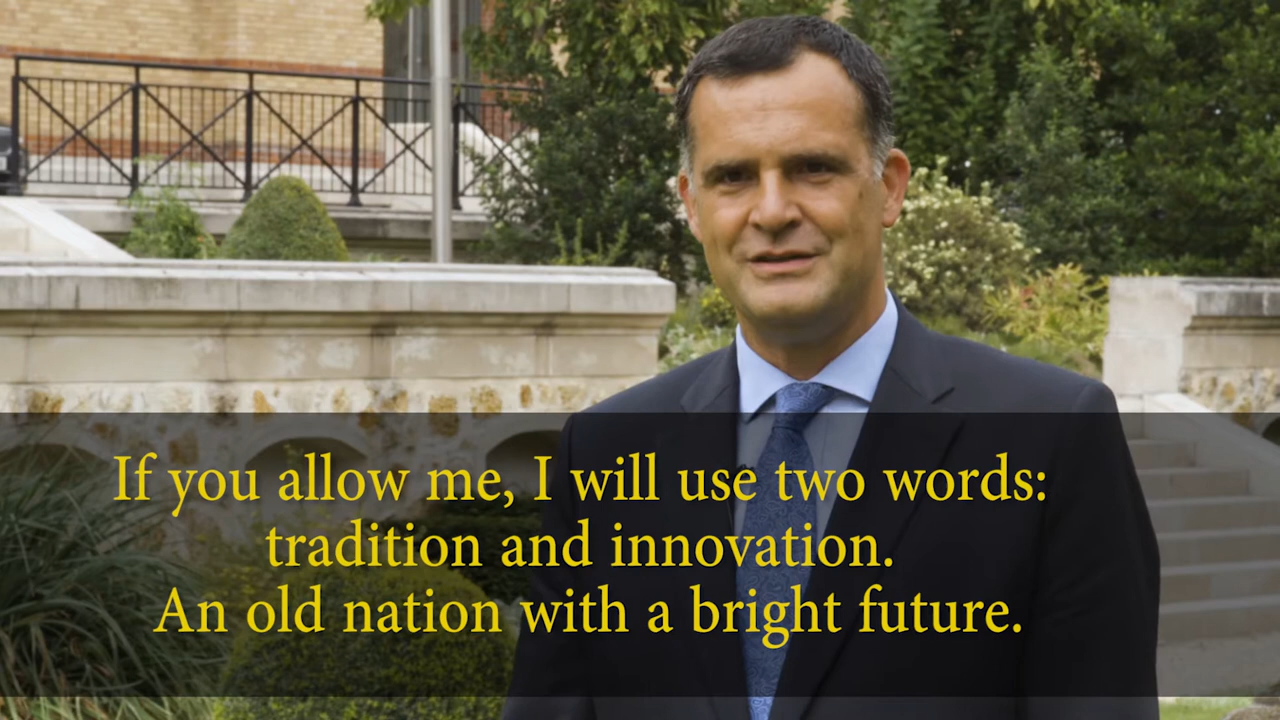 If you allow me, I will use two words:
tradition and innovation.
An old nation with a bright future.